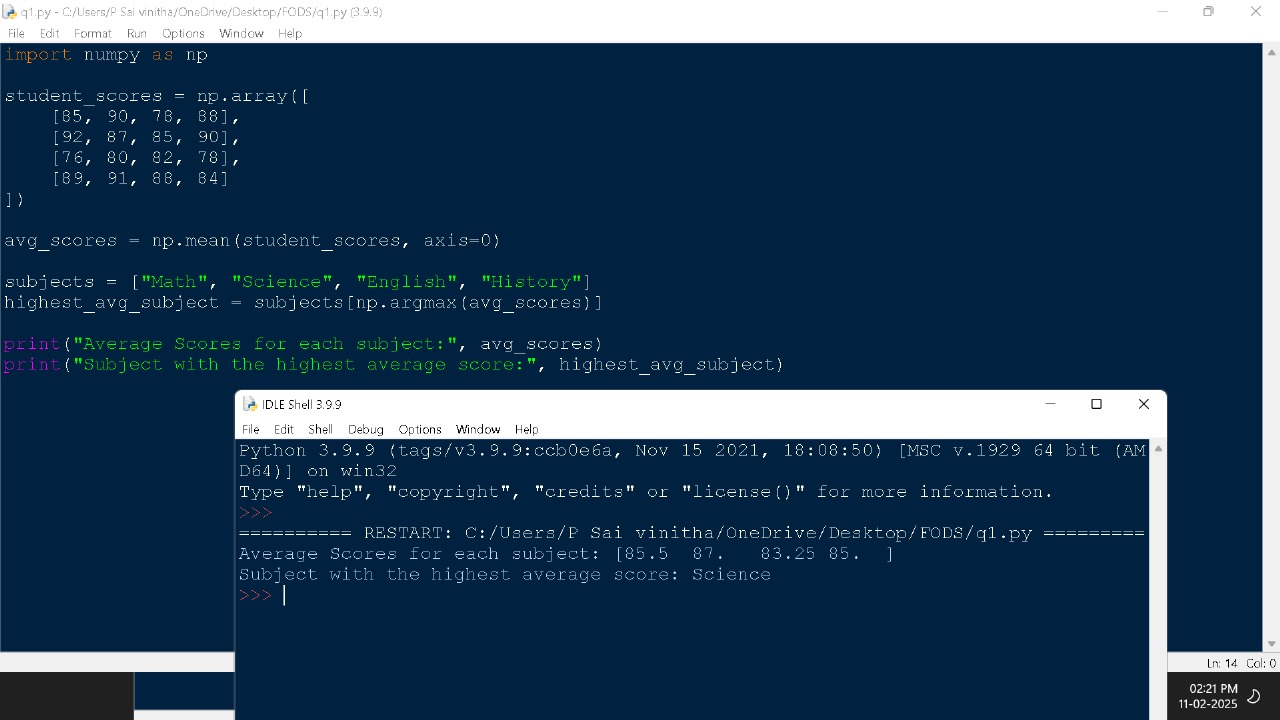 q1.py - C:/Users/P Sai vinitha/OneDrive/Desktop/FODS/q1.py (3.9.9)
File Edit Format Run Options Window Help
import numpy as np
student_scores = np.array([
    [85, 90, 78, 88],
    [92, 87, 85, 90],
    [76, 80, 82, 78],
    [89, 91, 88, 84]
])
avg_scores = np.mean(student_scores, axis=0)
subjects = ["Math", "Science", "English", "History"]
highest_avg_subject = subjects[np.argmax(avg_scores)]
print("Average Scores for each subject:", avg_scores)
print("Subject with the highest average score:", highest_avg_subject)
IDLE Shell 3.9.9
File Edit Shell Debug Options Window Help
Python 3.9.9 (tags/v3.9.9:ccb0e6a, Nov 15 2021, 18:08:50) [MSC v.1929 64 bit (AM
D64)] on win32
Type "help", "copyright", "credits" or "license()" for more information.
>>>
========== RESTART: C:/Users/P Sai vinitha/OneDrive/Desktop/FODS/q1.py =========
Average Scores for each subject: [85.5  87.   83.25 85.  ]
Subject with the highest average score: Science
>>>
Ln: 14 Col: 0
02:21 PM
11-02-2025